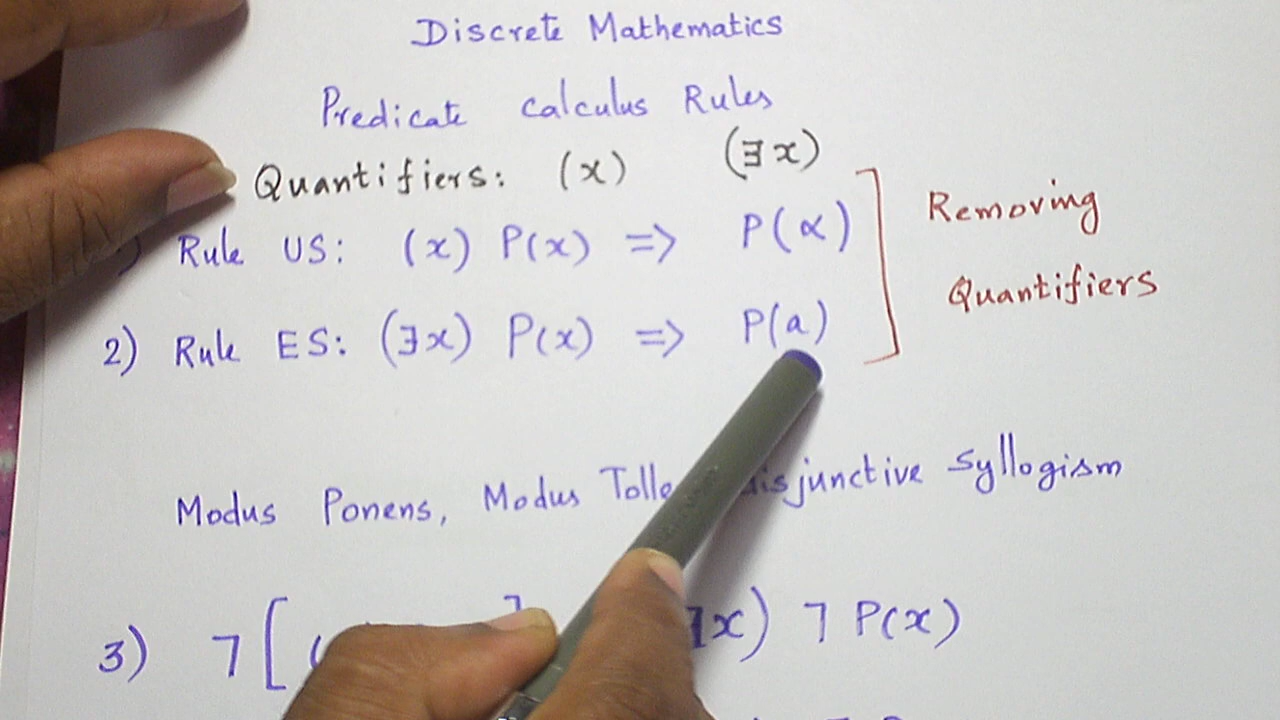 Discrete Mathematics
Predicate Calculus Rules
Quantifiers: (x) (∃x)
1) Rule US: (x) P(x) => P(α)
2) Rule ES: (∃x) P(x) => P(a)
Removing
Quantifiers
Modus Ponens, Modus Disjunctive Syllogism
3) ¬[ ∃x) ¬P(x)